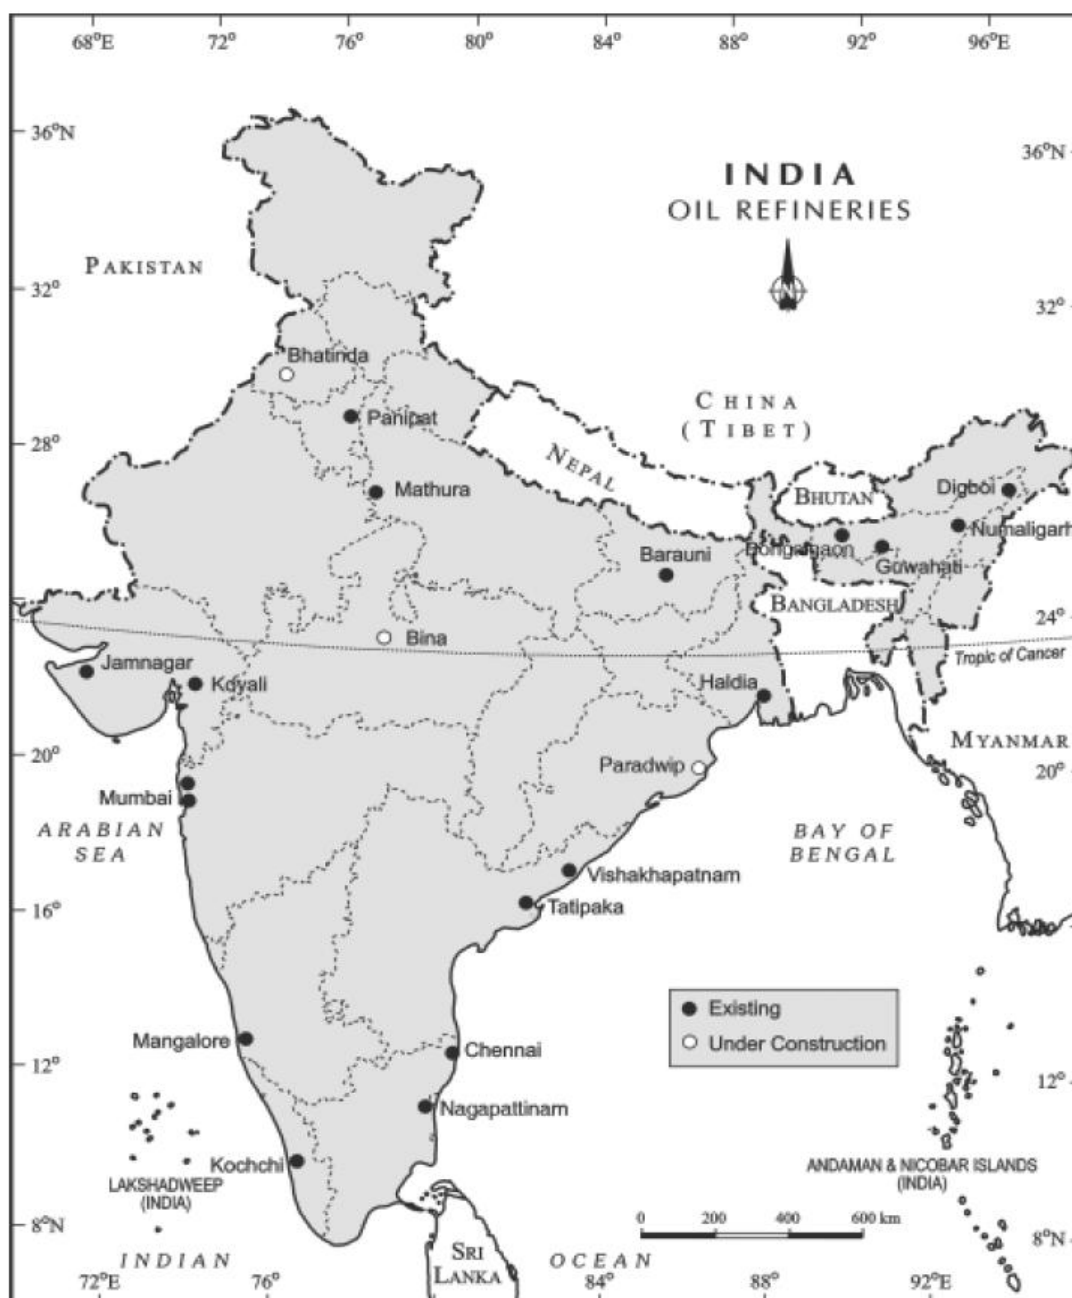 68°E 72° 76° 80° 84° 88° 92° 96°E
36°N
36°N
INDIA
OIL REFINERIES
PAKISTAN
N
32°
32°
Bhatinda
CHINA
(TIBET)
Panipat
28°
NEPAL
Mathura
BHUTAN
Digboi
Numaligarh
Bongaigaon
Guwahati
Barauni
BANGLADESH
24°
Bina
Tropic of Cancer
Jamnagar
Koyali
Haldia
MYANMAR
20°
20°
Paradwip
Mumbai
ARABIAN
SEA
BAY OF
BENGAL
Vishakhapatnam
Tatipaka
16°
Existing
Under Construction
Mangalore
Chennai
12°
12°
Nagapattinam
Kochchi
LAKSHADWEEP
(INDIA)
ANDAMAN & NICOBAR ISLANDS
(INDIA)
0 200 400 600 km
8°N
8°N
INDIAN
OCEAN
SRI
LANKA
72°E 76° 84° 88° 92°E